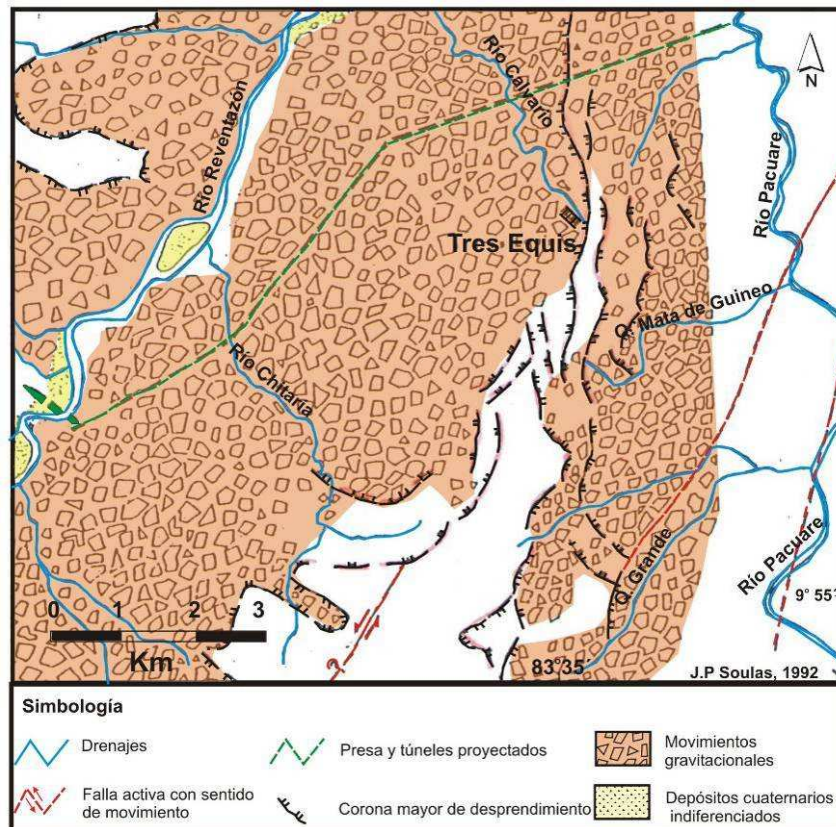 Río Reventazón
Río Calvario
N
Río Pacuare
Tres Equis
Q. Mata de Guineo
Río Chitaria
Q. Grande
Río Pacuare
9° 55'
0 1 2 3
Km
?
83°35'
J.P Soulas, 1992
Simbología
Drenajes
Presa y túneles proyectados
Movimientos
gravitacionales
Falla activa con sentido
de movimiento
Corona mayor de desprendimiento
Depósitos cuaternarios
indiferenciados